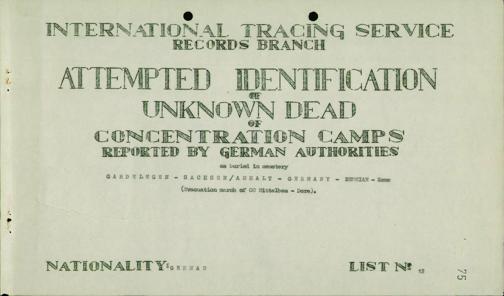 INTERNATIONAL TRACING SERVICE
RECORDS BRANCH
ATTEMPTED IDENTIFICATION
OF
UNKNOWN DEAD
OF
CONCENTRATION CAMPS
REPORTED BY GERMAN AUTHORITIES
as buried in cemetery
GARDELEGEN - SACHSEN/ANHALT - GERMANY - RUSSIAN - Zone
(Evacuation march of CC Mittelbau - Dora).
NATIONALITY: GERMAN
LIST Nº
75